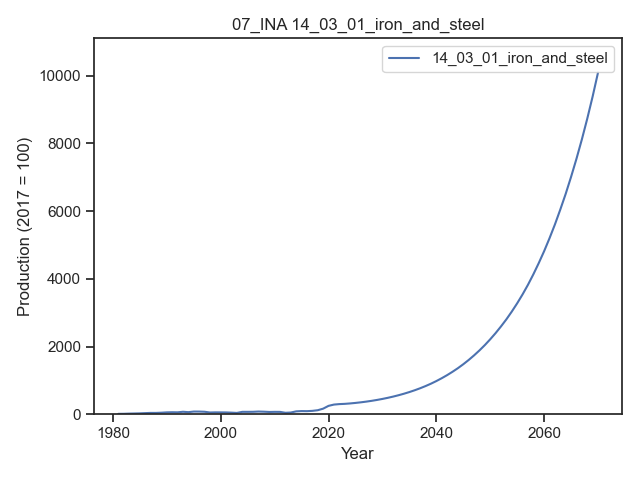 07_INA 14_03_01_iron_and_steel
14_03_01_iron_and_steel
10000
8000
6000
4000
2000
0
Production (2017 = 100)
1980
2000
2020
2040
2060
Year